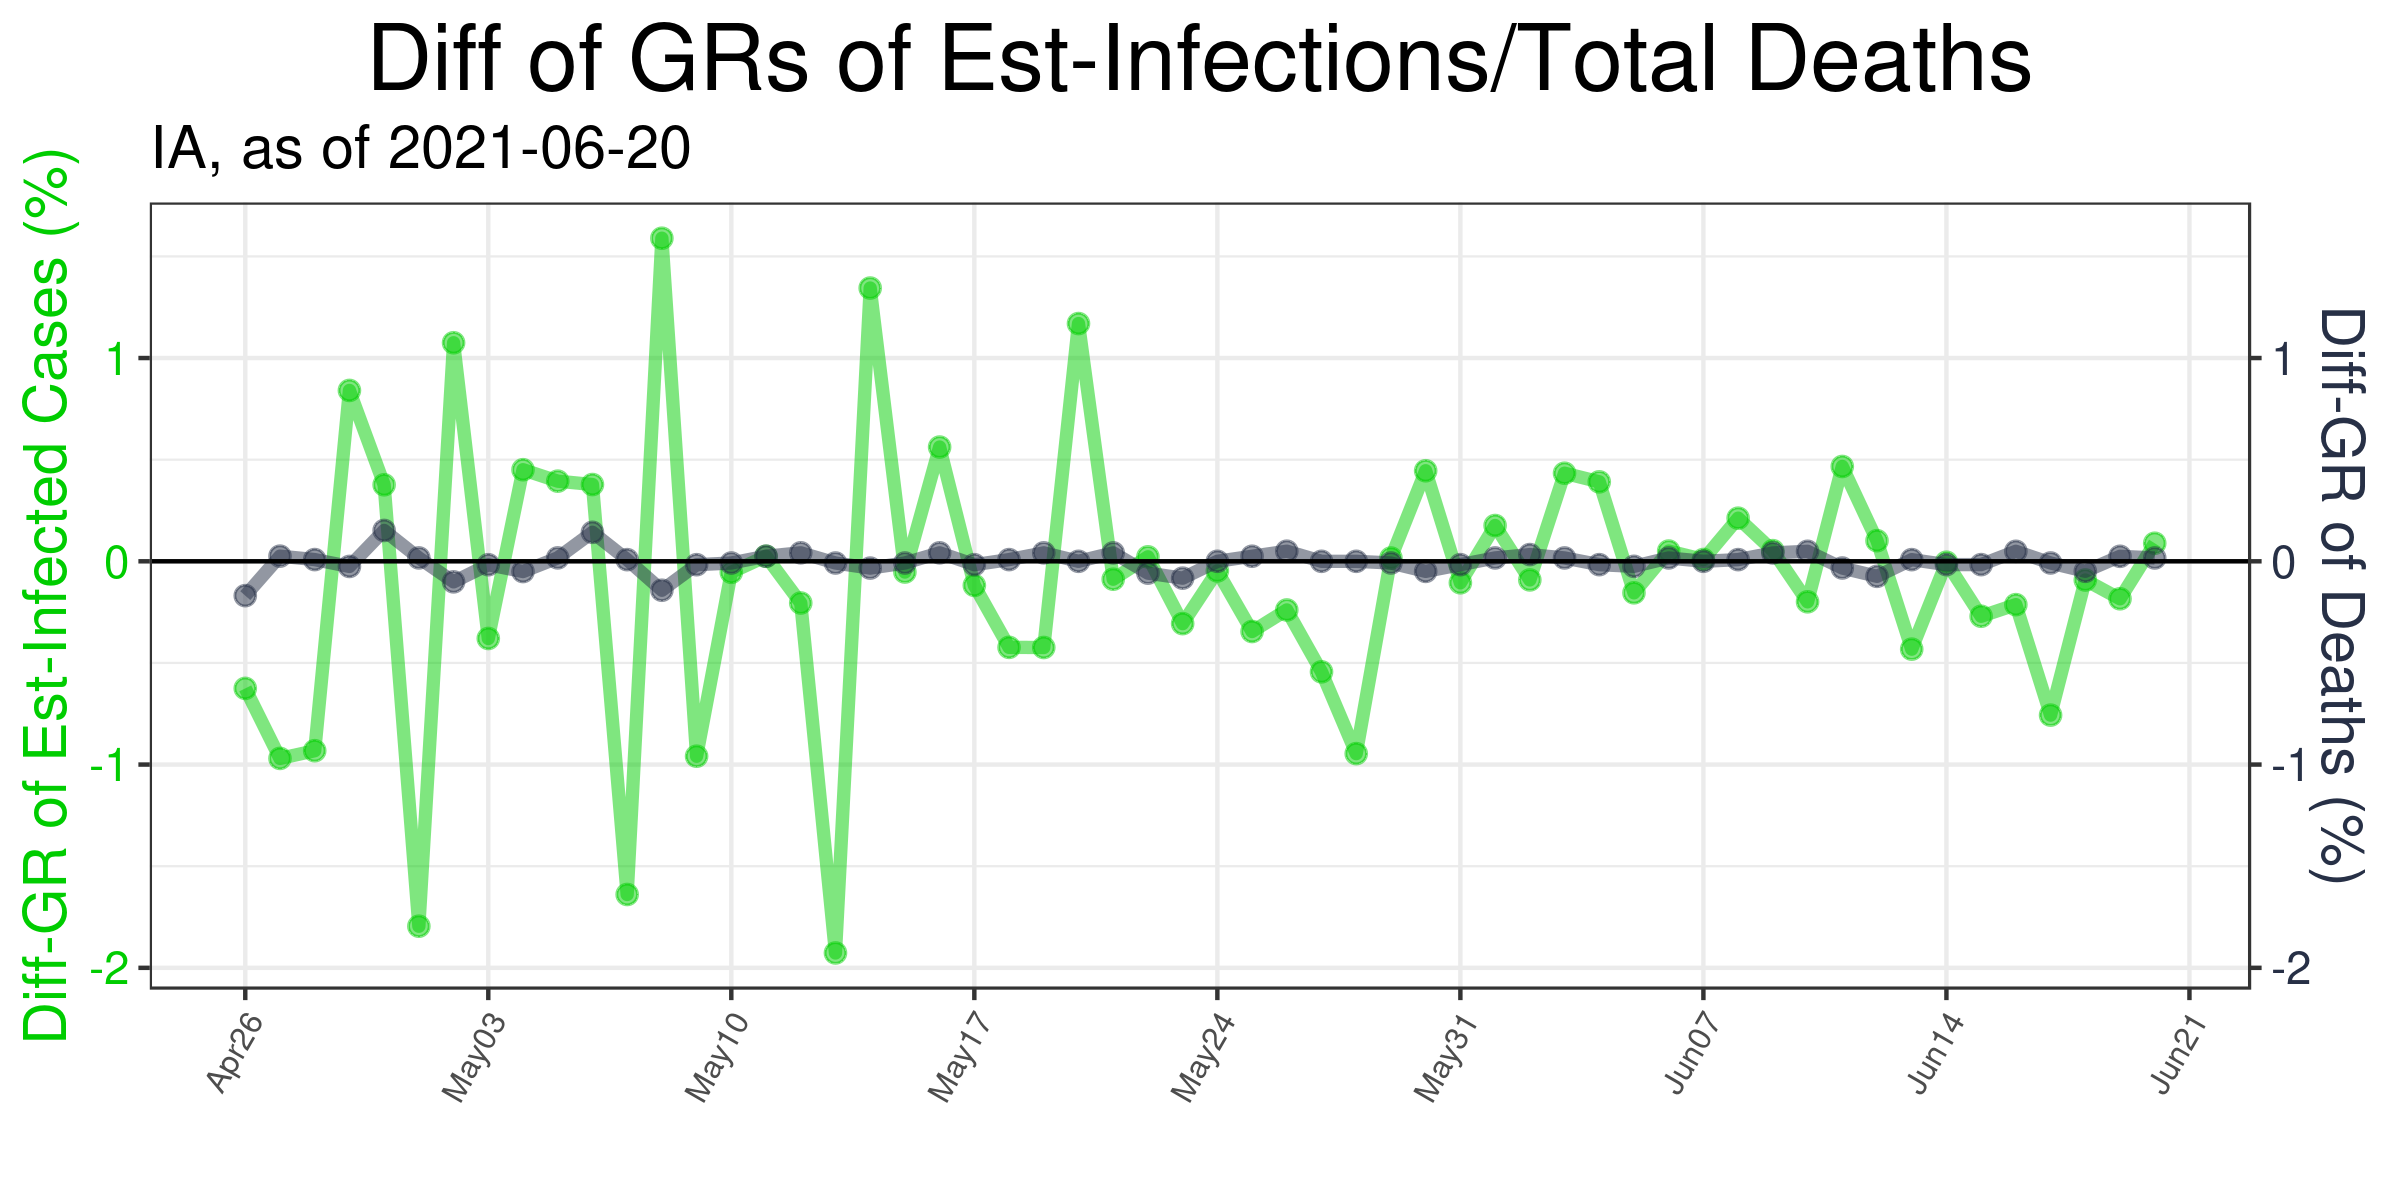 Diff of GRs of Est-Infections/Total Deaths
IA, as of 2021-06-20
Diff-GR of Est-Infected Cases (%)
1
0
-1
-2
1
0
-1
-2
Diff-GR of Deaths (%)
Apr26
May03
May10
May17
May24
May31
Jun07
Jun14
Jun21